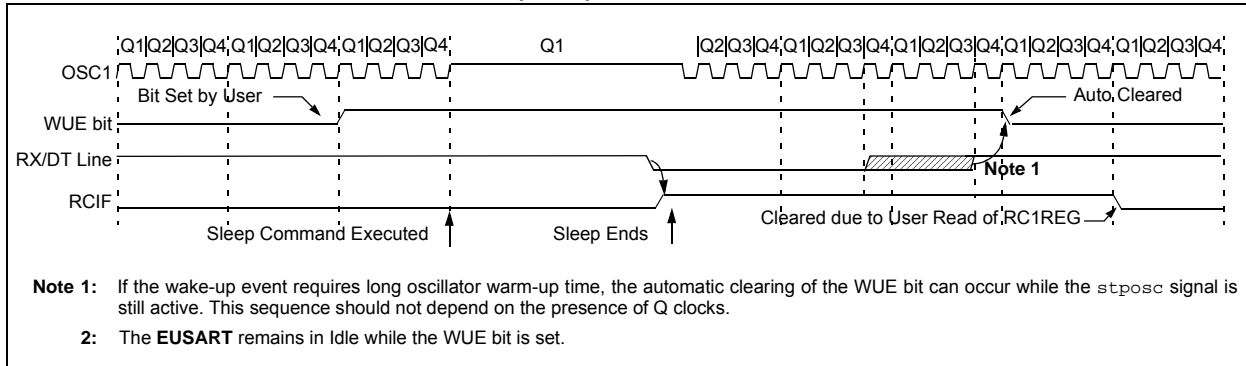 Q1|Q2|Q3|Q4 Q1|Q2|Q3|Q4 Q1|Q2|Q3|Q4 Q1 |Q2|Q3|Q4 Q1|Q2|Q3|Q4 Q1|Q2|Q3|Q4 Q1|Q2|Q3|Q4 Q1|Q2|Q3|Q4
OSC1
Bit Set by User
Auto Cleared
WUE bit
RX/DT Line
Note 1
RCIF
Cleared due to User Read of RC1REG
Sleep Command Executed
Sleep Ends
Note 1: If the wake-up event requires long oscillator warm-up time, the automatic clearing of the WUE bit can occur while the stposc signal is
still active. This sequence should not depend on the presence of Q clocks.
2: The EUSART remains in Idle while the WUE bit is set.